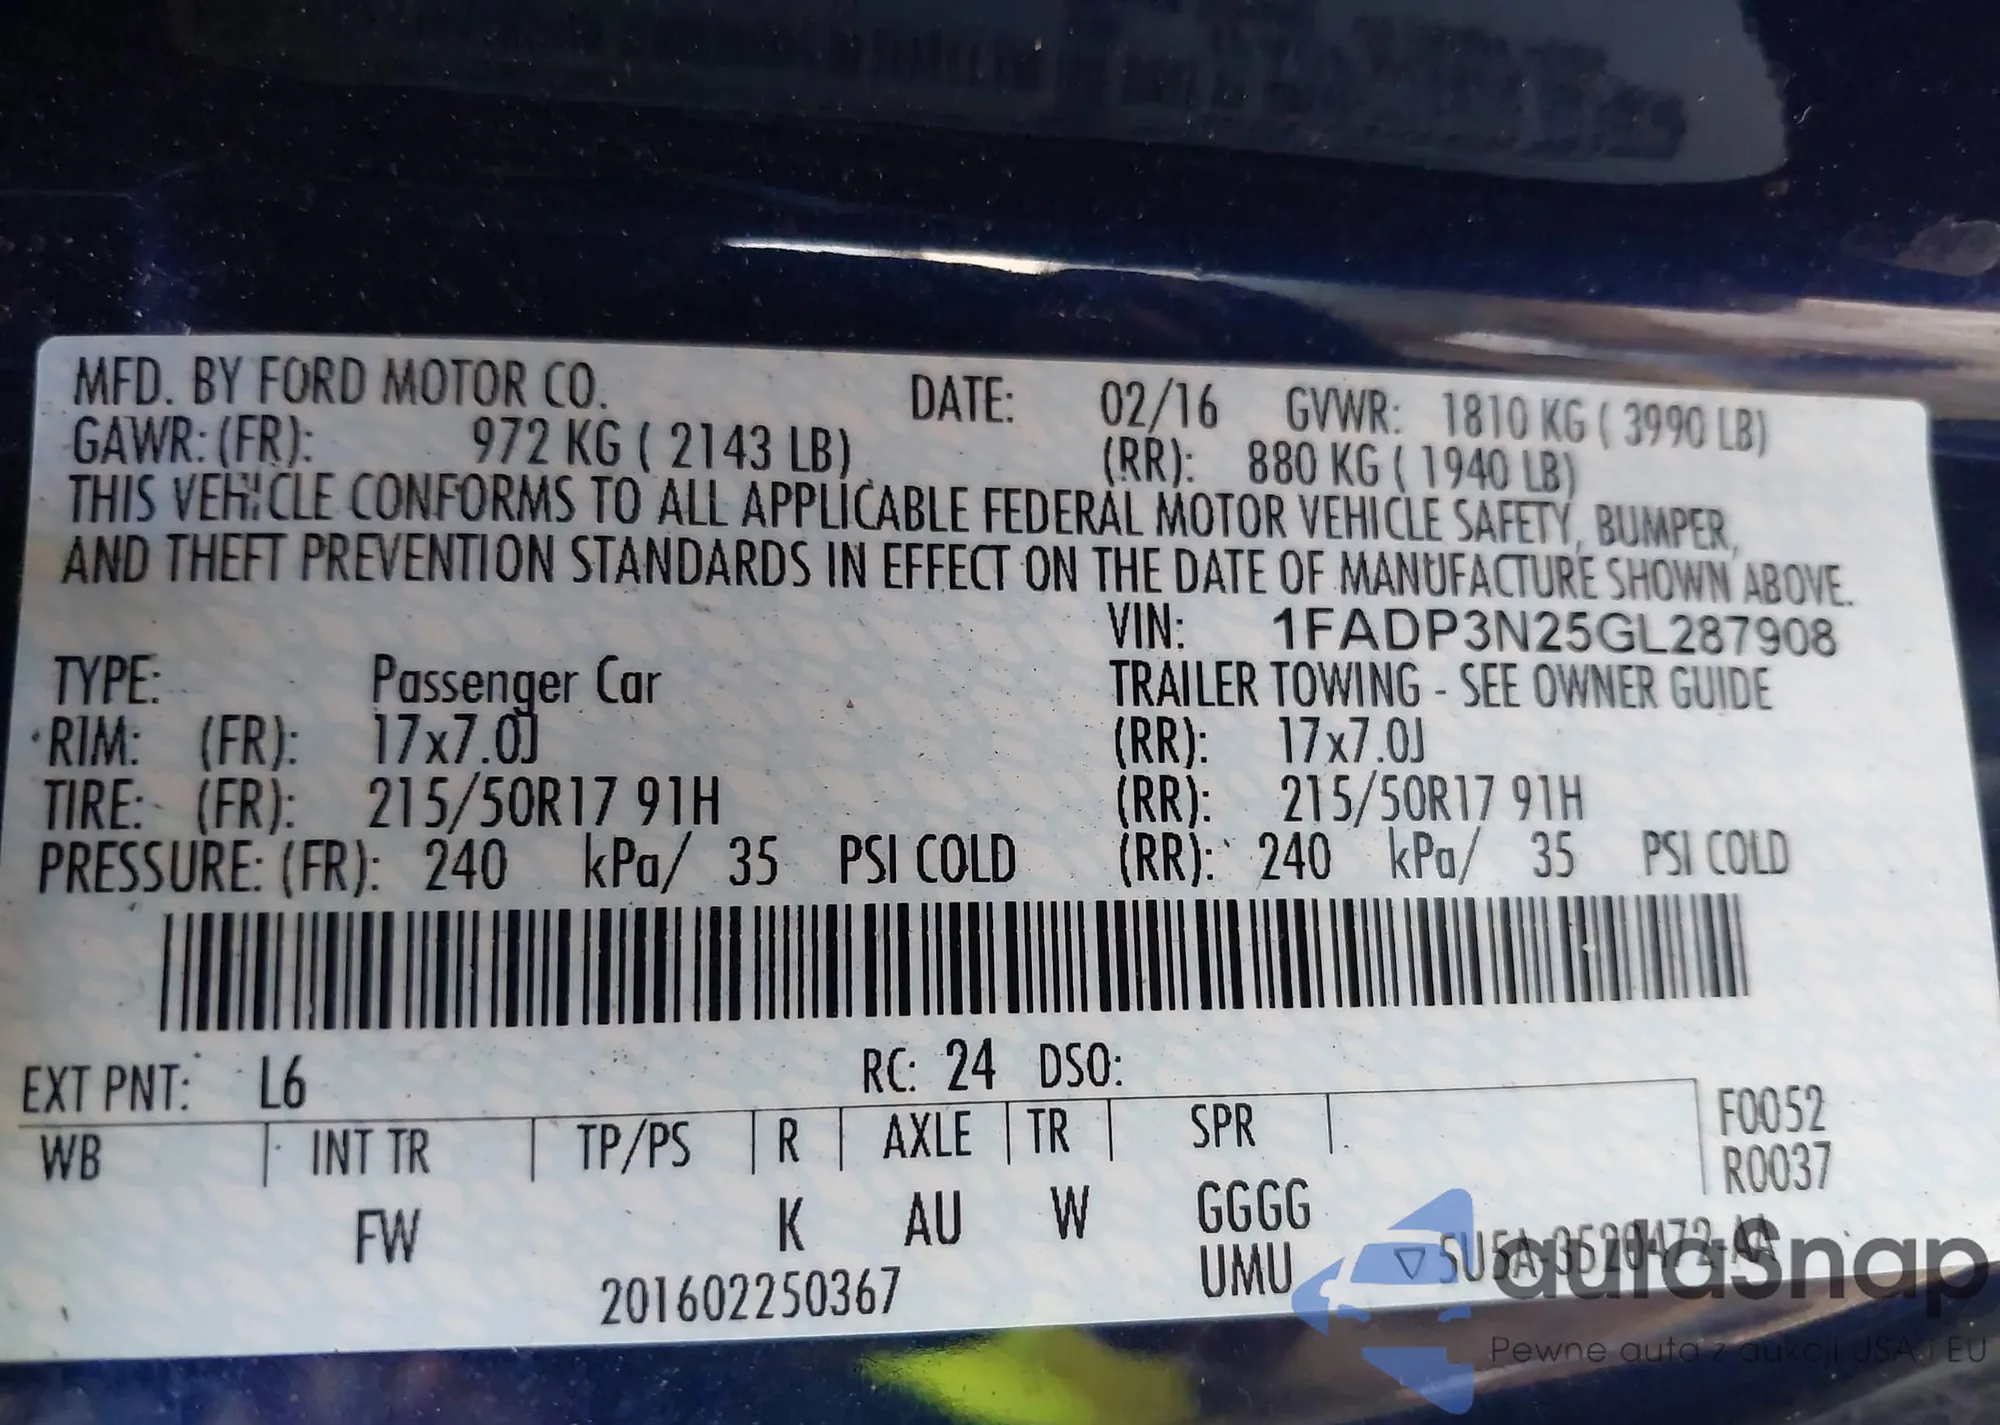 MFD. BY FORD MOTOR CO. DATE: 02/16 GVWR: 1810 KG ( 3990 LB)
GAWR: (FR): 972 KG ( 2143 LB) (RR): 880 KG ( 1940 LB)
THIS VEHICLE CONFORMS TO ALL APPLICABLE FEDERAL MOTOR VEHICLE SAFETY, BUMPER,
AND THEFT PREVENTION STANDARDS IN EFFECT ON THE DATE OF MANUFACTURE SHOWN ABOVE.
VIN: 1FADP3N25GL287908
TYPE: Passenger Car TRAILER TOWING - SEE OWNER GUIDE
RIM: (FR): 17x7.0J (RR): 17x7.0J
TIRE: (FR): 215/50R17 91H (RR): 215/50R17 91H
PRESSURE: (FR): 240 kPa/ 35 PSI COLD (RR): 240 kPa/ 35 PSI COLD
EXT PNT: L6 RC: 24 DSO:
WB INT TR TP/PS R AXLE TR SPR F0052
R0037
FW K AU W GGGG
UMU ▽5U5A-3520472-AA
201602250367
autaSnap
Pewne auta z aukcji USA i EU